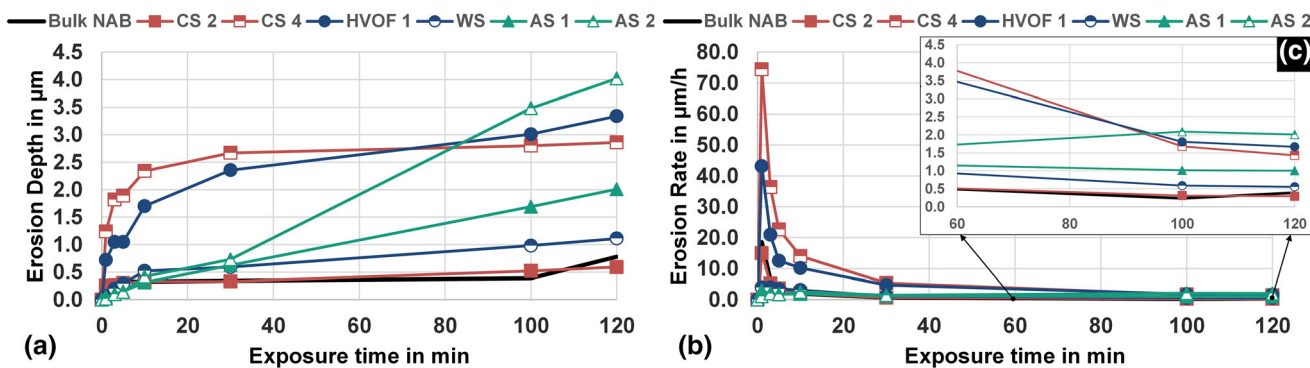 Bulk NAB CS 2 CS 4 HVOF 1 WS AS 1 AS 2
4.5
4.0
3.5
3.0
2.5
2.0
1.5
1.0
0.5
0.0
Erosion Depth in µm
0 20 40 60 80 100 120
Exposure time in min
(a)
Bulk NAB CS 2 CS 4 HVOF 1 WS AS 1 AS 2
80.0
70.0
60.0
50.0
40.0
30.0
20.0
10.0
0.0
Erosion Rate in µm/h
0 20 40 60 80 100 120
Exposure time in min
(b)
(c)
4.5
4.0
3.5
3.0
2.5
2.0
1.5
1.0
0.5
0.0
60 80 100 120